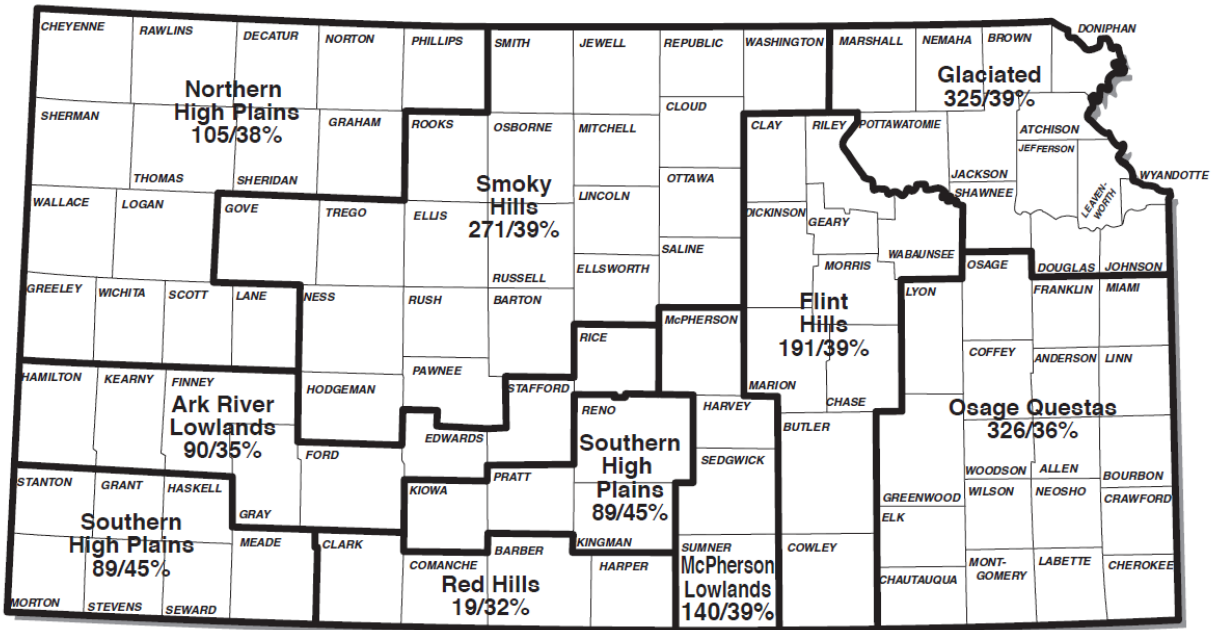 CHEYENNE
RAWLINS
DECATUR
NORTON
PHILLIPS
SMITH
JEWELL
REPUBLIC
WASHINGTON
MARSHALL
NEMAHA
BROWN
DONIPHAN
Northern
High Plains
105/38%
Glaciated
325/39%
SHERMAN
THOMAS
SHERIDAN
GRAHAM
ROOKS
OSBORNE
MITCHELL
CLOUD
CLAY
RILEY
POTTAWATOMIE
ATCHISON
JEFFERSON
JACKSON
SHAWNEE
LEAVEN-
WORTH
WYANDOTTE
WALLACE
LOGAN
GOVE
TREGO
ELLIS
Smoky
Hills
271/39%
RUSSELL
LINCOLN
OTTAWA
SALINE
ELLSWORTH
DICKINSON
GEARY
WABAUNSEE
MORRIS
OSAGE
DOUGLAS
JOHNSON
GREELEY
WICHITA
SCOTT
LANE
NESS
RUSH
BARTON
RICE
McPHERSON
Flint
Hills
191/39%
MARION
CHASE
LYON
FRANKLIN
MIAMI
COFFEY
ANDERSON
LINN
HAMILTON
KEARNY
FINNEY
HODGEMAN
PAWNEE
STAFFORD
Ark River
Lowlands
90/35%
EDWARDS
FORD
GRAY
RENO
Southern
High
Plains
89/45%
HARVEY
SEDGWICK
BUTLER
Osage Questas
326/36%
GREENWOOD
WOODSON
ALLEN
BOURBON
STANTON
GRANT
HASKELL
Southern
High Plains
89/45%
KIOWA
PRATT
KINGMAN
ELK
WILSON
NEOSHO
CRAWFORD
MORTON
STEVENS
SEWARD
MEADE
CLARK
COMANCHE
BARBER
HARPER
Red Hills
19/32%
SUMNER
McPherson
Lowlands
140/39%
COWLEY
CHAUTAUQUA
MONT-
GOMERY
LABETTE
CHEROKEE